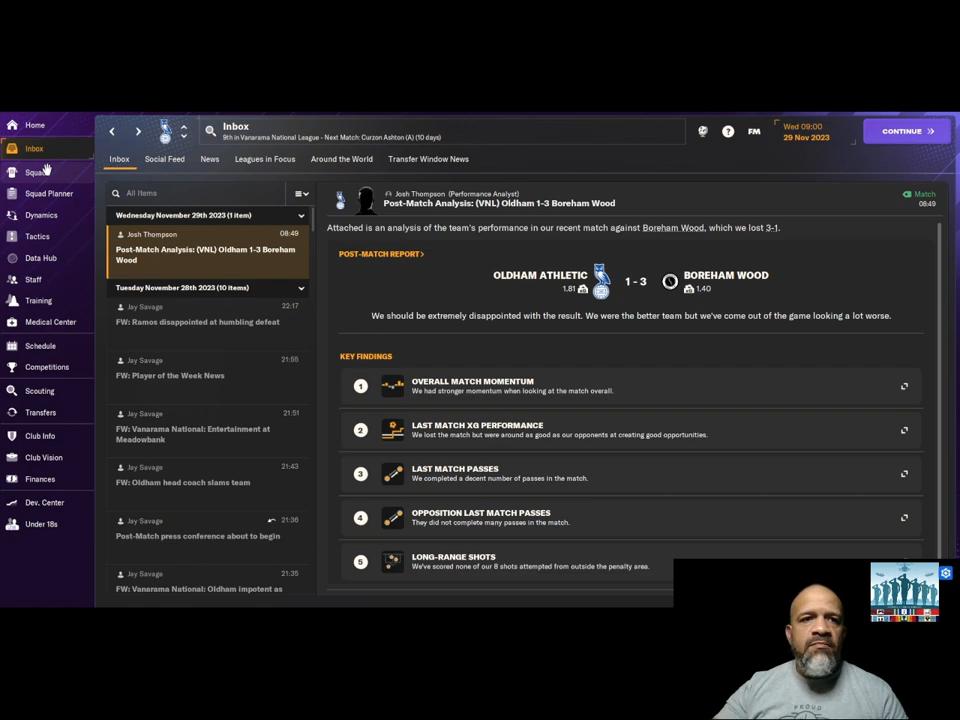 Home
Inbox
Squad
Squad Planner
Dynamics
Tactics
Data Hub
Staff
Training
Medical Center
Schedule
Competitions
Scouting
Transfers
Club Info
Club Vision
Finances
Dev. Center
Under 18s
Inbox
9th in Vanarama National League - Next Match: Curzon Ashton (A) (10 days)
FM
Wed 09:00
29 Nov 2023
CONTINUE
Inbox Social Feed News Leagues in Focus Around the World Transfer Window News
All Items
Wednesday November 29th 2023 (1 item)
Josh Thompson 08:49
Post-Match Analysis: (VNL) Oldham 1-3 Boreham
Wood
Tuesday November 28th 2023 (10 items)
Jay Savage 22:17
FW: Ramos disappointed at humbling defeat
Jay Savage 21:55
FW: Player of the Week News
Jay Savage 21:51
FW: Vanarama National: Entertainment at
Meadowbank
Jay Savage 21:43
FW: Oldham head coach slams team
Jay Savage 21:36
Post-Match press conference about to begin
Jay Savage 21:35
FW: Vanarama National: Oldham impotent as
Josh Thompson (Performance Analyst)
Post-Match Analysis: (VNL) Oldham 1-3 Boreham Wood
Match
08:49
Attached is an analysis of the team's performance in our recent match against Boreham Wood, which we lost 3-1.
POST-MATCH REPORT>
OLDHAM ATHLETIC 1 - 3 BOREHAM WOOD
1.81 xG 1.40
We should be extremely disappointed with the result. We were the better team but we've come out of the game looking a lot worse.
KEY FINDINGS
1 OVERALL MATCH MOMENTUM
We had stronger momentum when looking at the match overall.
2 LAST MATCH XG PERFORMANCE
We lost the match but were around as good as our opponents at creating good opportunities.
3 LAST MATCH PASSES
We completed a decent number of passes in the match.
4 OPPOSITION LAST MATCH PASSES
They did not complete many passes in the match.
5 LONG-RANGE SHOTS
We've scored none of our 8 shots attempted from outside the penalty area.
PROUD